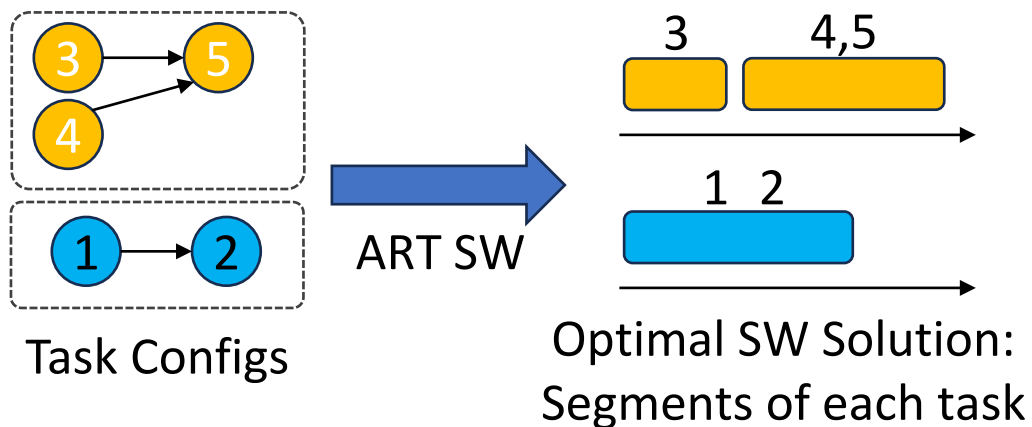 3 5
4
1 2
Task Configs
ART SW
3 4,5
1 2
Optimal SW Solution:
Segments of each task